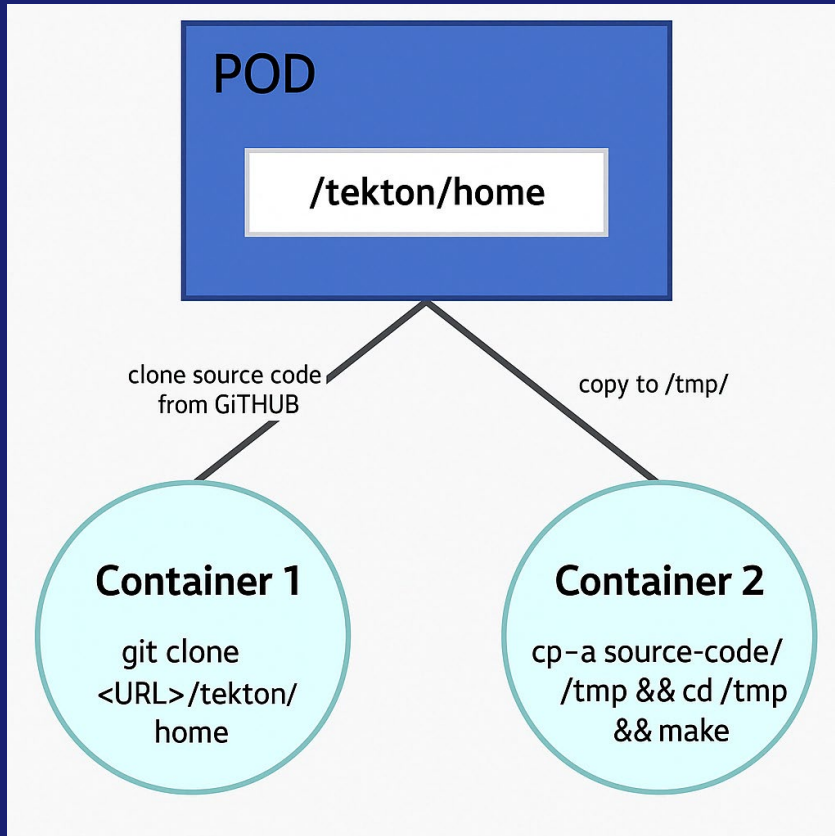 POD
/tekton/home
clone source code
from GiTHUB
copy to /tmp/
Container 1
git clone
<URL>/tekton/
home
Container 2
cp-a source-code/
/tmp && cd /tmp
&& make